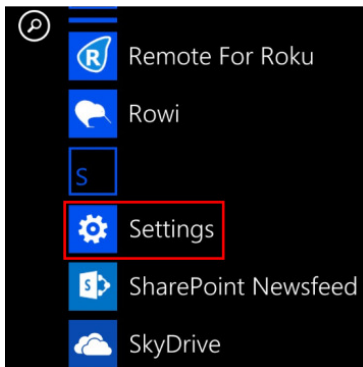 Remote For Roku
Rowi
s
Settings
SharePoint Newsfeed
SkyDrive